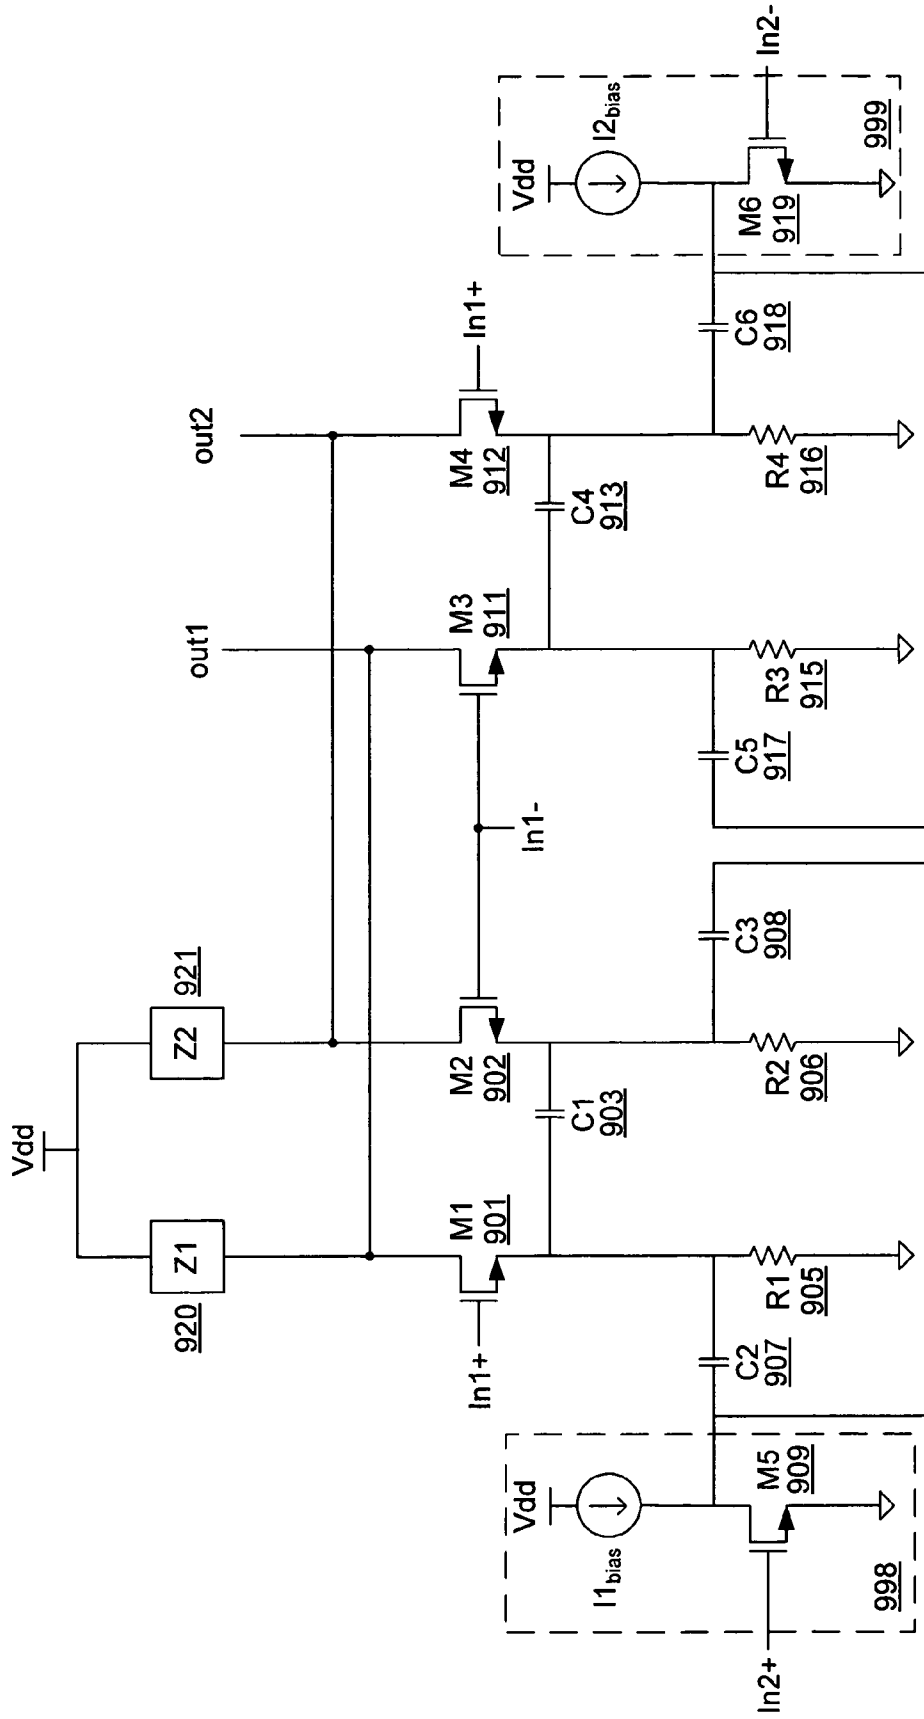 Vdd
Z1
920
Z2
921
out1
out2
In1+
M1
901
M2
902
In1-
M3
911
M4
912
In1+
C1
903
C4
913
Vdd
I1bias
M5
909
998
In2+
C2
907
R1
905
R2
906
C3
908
C5
917
R3
915
R4
916
C6
918
Vdd
I2bias
M6
919
999
In2-